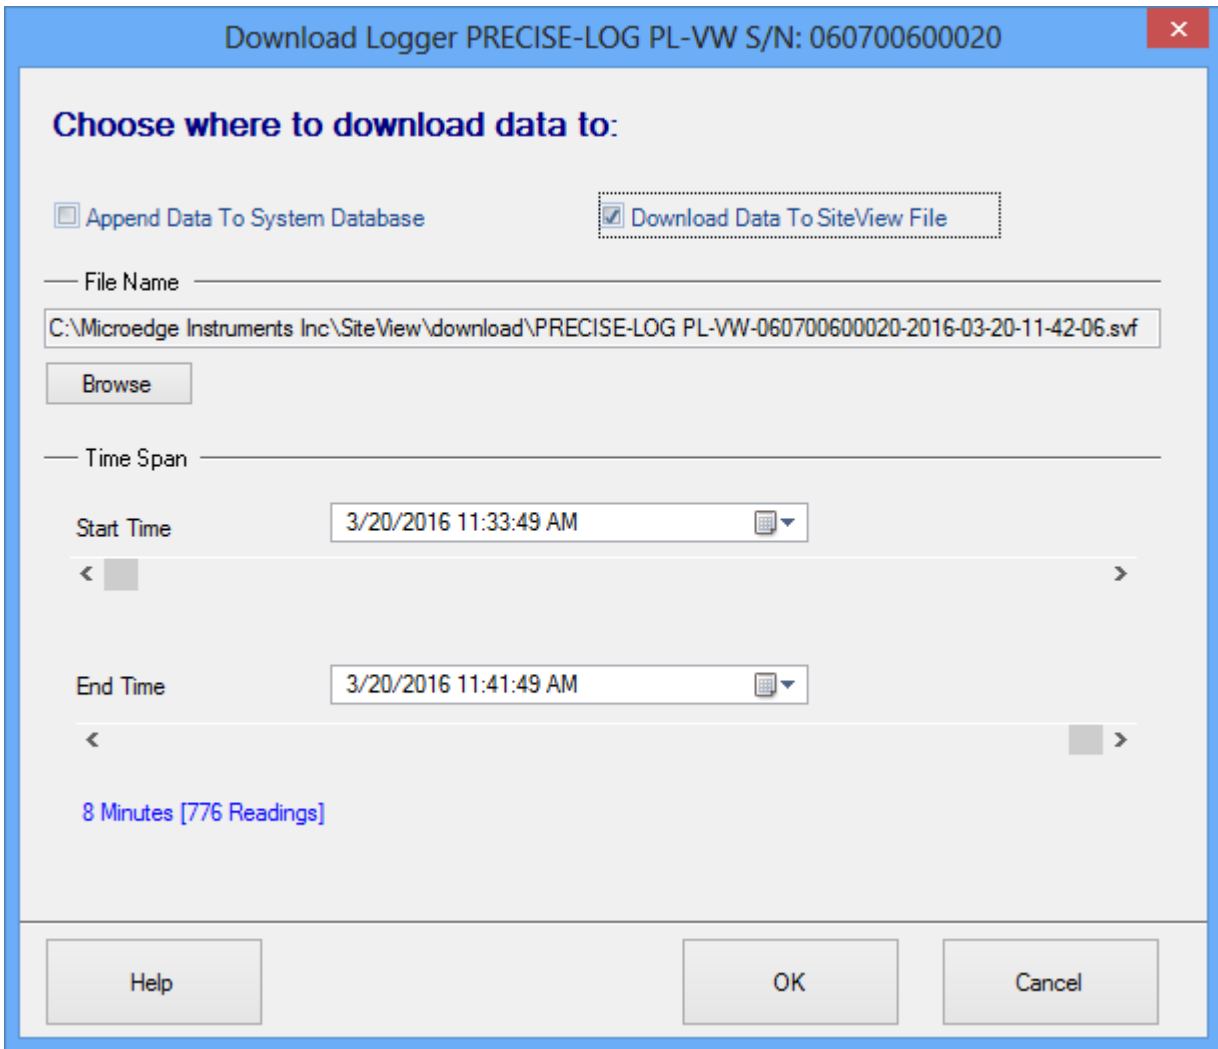 Download Logger PRECISE-LOG PL-VW S/N: 060700600020
Choose where to download data to:
Append Data To System Database
Download Data To SiteView File
File Name
C:\Microedge Instruments Inc\SiteView\download\PRECISE-LOG PL-VW-060700600020-2016-03-20-11-42-06.svf
Browse
Time Span
Start Time
3/20/2016 11:33:49 AM
End Time
3/20/2016 11:41:49 AM
8 Minutes [776 Readings]
Help
OK
Cancel